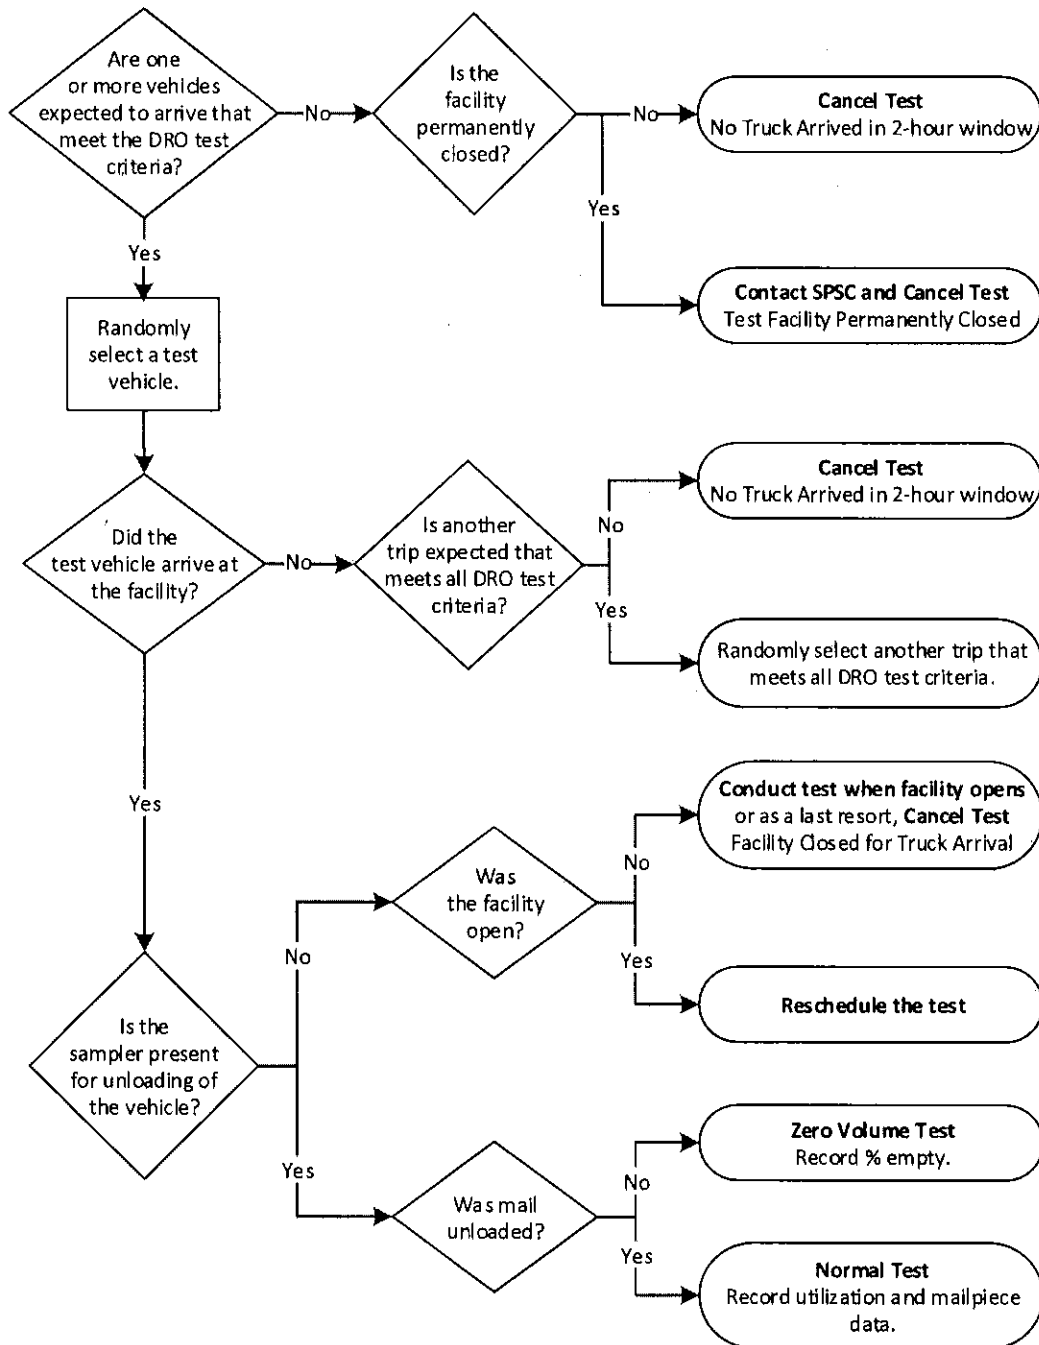 Are one
or more vehicles
expected to arrive that
meet the DRO test
criteria?
No
Is the
facility
permanently
closed?
No
Cancel Test
No Truck Arrived in 2-hour window
Yes
Yes
Contact SPSC and Cancel Test
Test Facility Permanently Closed
Randomly
select a test
vehicle.
Did the
test vehicle arrive at
the facility?
No
Is another
trip expected that
meets all DRO test
criteria?
No
Cancel Test
No Truck Arrived in 2-hour window
Yes
Randomly select another trip that
meets all DRO test criteria.
Yes
Is the
sampler present
for unloading of
the vehicle?
No
Was
the facility
open?
No
Conduct test when facility opens
or as a last resort, Cancel Test
Facility Closed for Truck Arrival
Yes
Reschedule the test
Yes
Was mail
unloaded?
No
Zero Volume Test
Record % empty.
Yes
Normal Test
Record utilization and mailpiece
data.